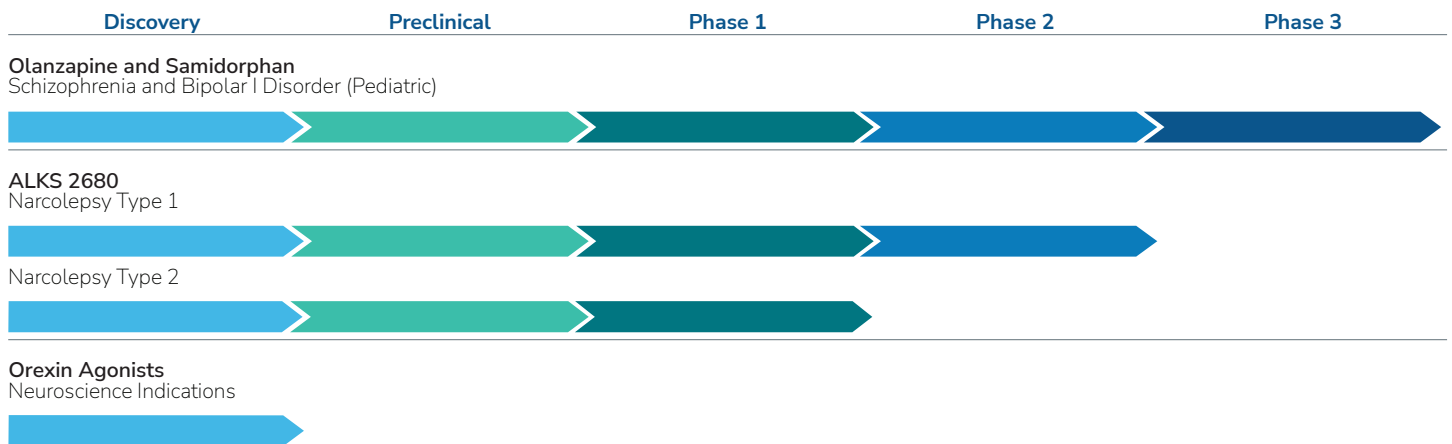 Discovery Preclinical Phase 1 Phase 2 Phase 3
Olanzapine and Samidorphan
Schizophrenia and Bipolar I Disorder (Pediatric)
ALKS 2680
Narcolepsy Type 1
Narcolepsy Type 2
Orexin Agonists
Neuroscience Indications